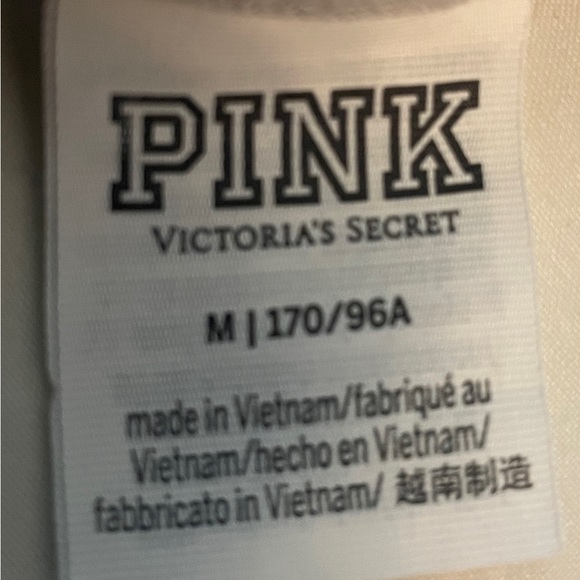 PINK
VICTORIA'S SECRET
M | 170/96A
made in Vietnam/fabriqué au
Vietnam/hecho en Vietnam/
fabbricato in Vietnam/ 越南制造